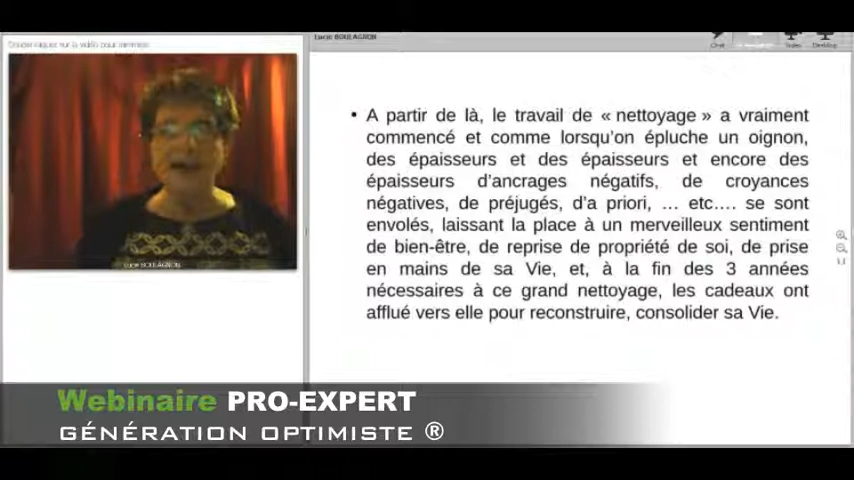 Lucie BOULAGNON
Chat
Vidéo
Desktop
• A partir de là, le travail de « nettoyage » a vraiment
commencé et comme lorsqu'on épluche un oignon,
des épaisseurs et des épaisseurs et encore des
épaisseurs d'ancrages négatifs, de croyances
négatives, de préjugés, d'a priori, … etc…. se sont
envolés, laissant la place à un merveilleux sentiment
de bien-être, de reprise de propriété de soi, de prise
en mains de sa Vie, et, à la fin des 3 années
nécessaires à ce grand nettoyage, les cadeaux ont
afflué vers elle pour reconstruire, consolider sa Vie.
Lucie BOULAGNON
Webinaire PRO-EXPERT
GÉNÉRATION OPTIMISTE ®